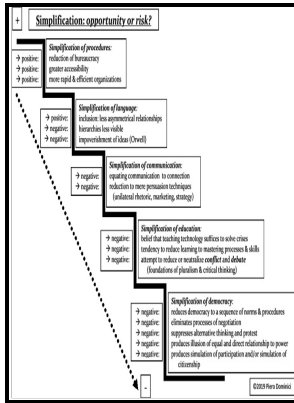 +
Simplification: opportunity or risk?
Simplification of procedures:
→ positive: reduction of bureaucracy
→ positive: greater accessibility
→ positive: more rapid & efficient organizations
Simplification of language:
→ positive: inclusion: less asymmetrical relationships
→ negative: hierarchies less visible
→ negative: impoverishment of ideas (Orwell)
Simplification of communication:
→ negative: equating communication to connection
→ negative: reduction to mere persuasion techniques
(unilateral rhetoric, marketing, strategy)
Simplification of education:
→ negative: belief that teaching technology suffices to solve crises
→ negative: tendency to reduce learning to mastering processes & skills
→ negative: attempt to reduce or neutralize conflict and debate
(foundations of pluralism & critical thinking)
Simplification of democracy:
→ negative: reduces democracy to a sequence of norms & procedures
→ negative: eliminates processes of negotiation
→ negative: suppresses alternative thinking and protest
→ negative: produces illusion of equal and direct relationship to power
→ negative: produces simulation of participation and/or simulation of
citizenship
-
©2019 Piero Dominici